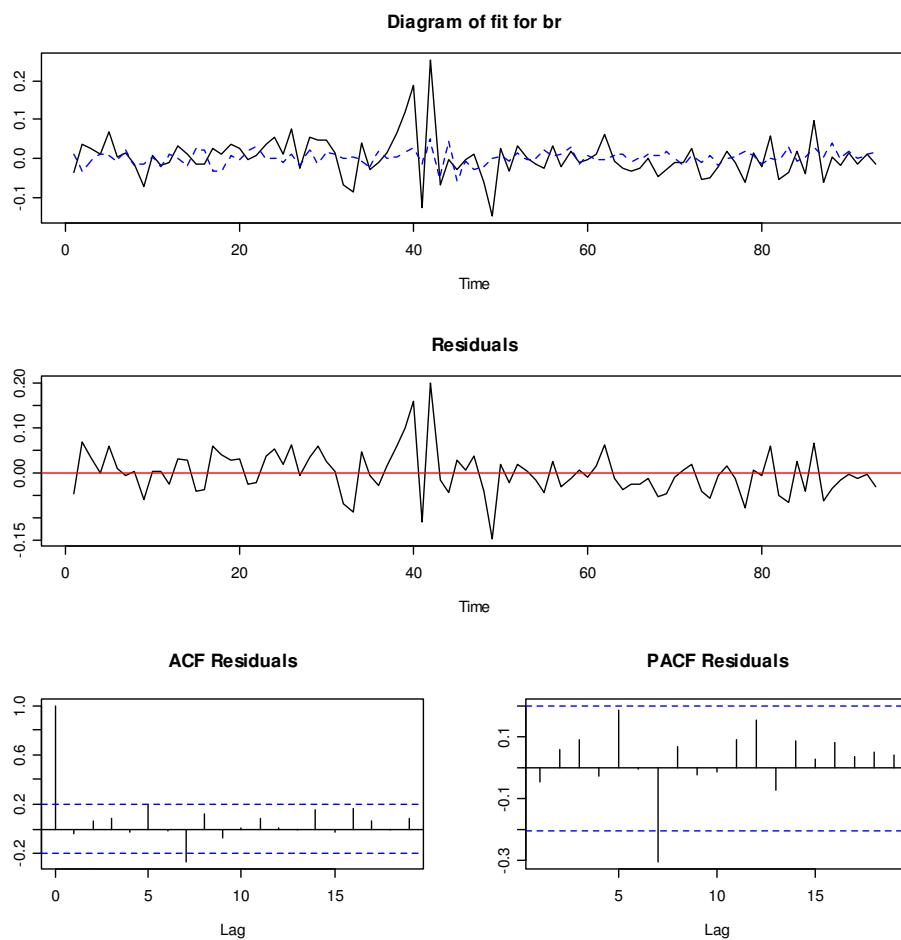 Diagram of fit for br
0.2
0.1
0.0
-0.1
0 20 40 60 80
Time
Residuals
0.20
0.10
0.00
-0.15
0 20 40 60 80
Time
ACF Residuals
1.0
0.6
0.2
-0.2
0 5 10 15
Lag
PACF Residuals
0.1
-0.1
-0.3
5 10 15
Lag